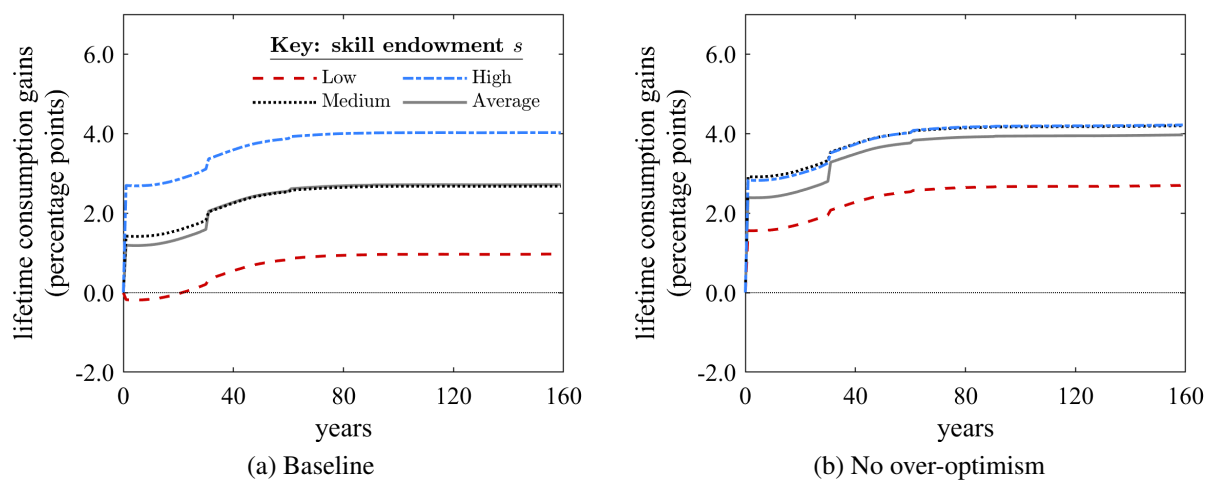 lifetime consumption gains
(percentage points)
6.0
4.0
2.0
0.0
-2.0
Key: skill endowment s
Low
High
Medium
Average
0
40
80
120
160
years
(a) Baseline
lifetime consumption gains
(percentage points)
6.0
4.0
2.0
0.0
-2.0
0
40
80
120
160
years
(b) No over-optimism